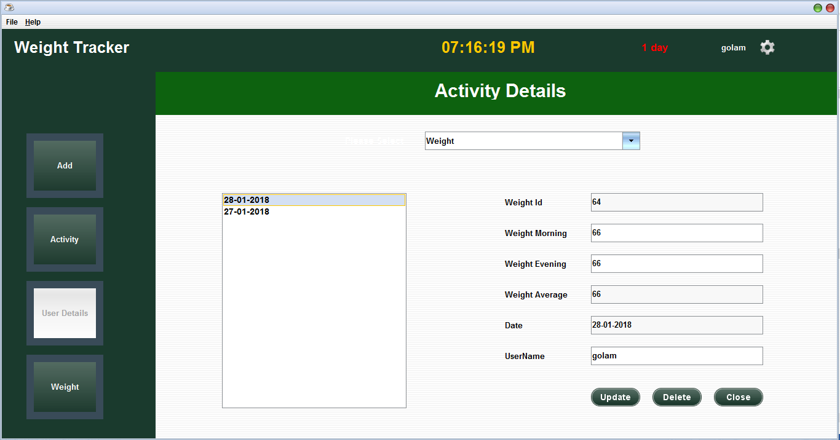 File Help
Weight Tracker
07:16:19 PM
1 day
golam
Activity Details
Weight
Add
Activity
User Details
Weight
28-01-2018
27-01-2018
Weight Id
64
Weight Morning
66
Weight Evening
66
Weight Average
66
Date
28-01-2018
UserName
golam
Update Delete Close